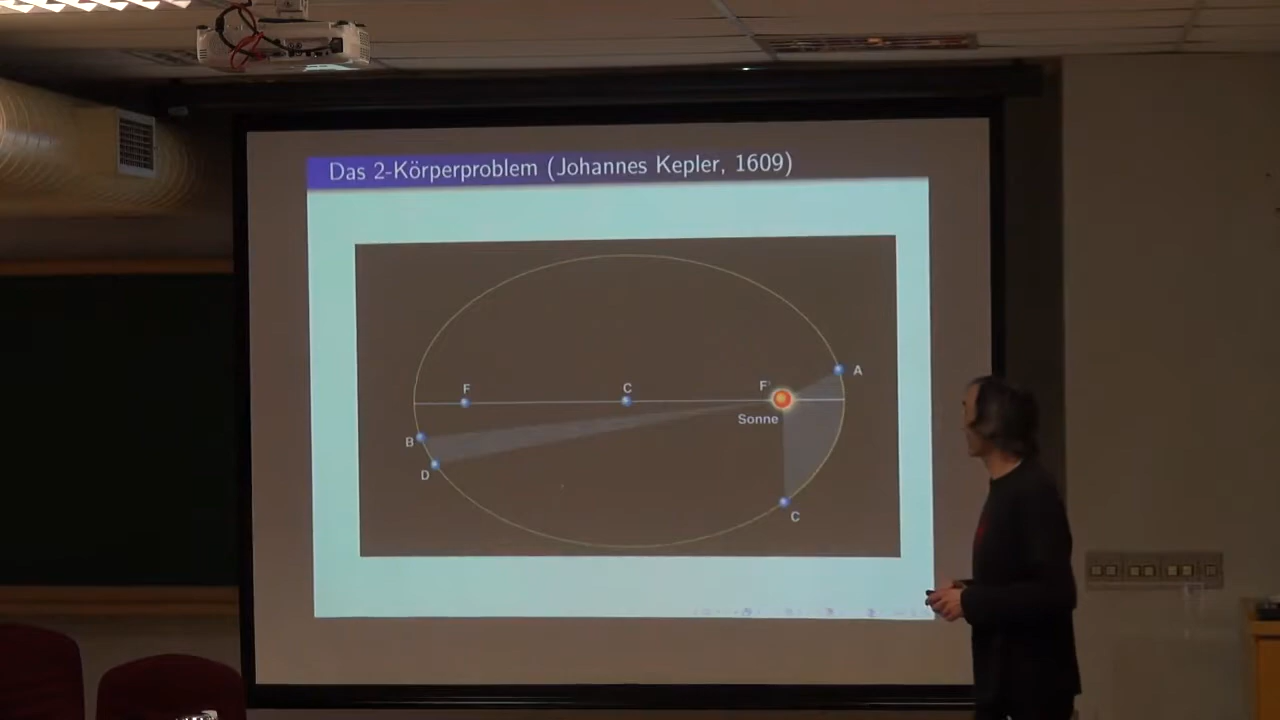 Das 2-Körperproblem (Johannes Kepler, 1609)
A
F
C
F'
Sonne
B
D
C